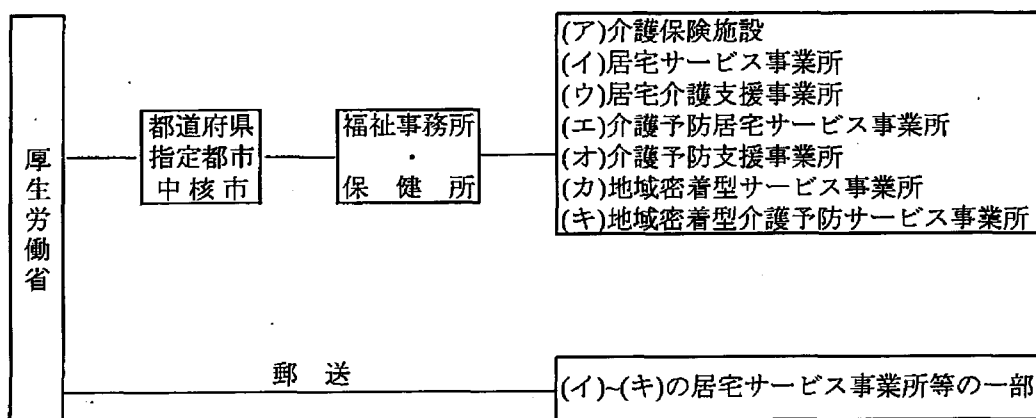 厚生労働省
都道府県
指定都市
中核市
福祉事務所
・
保健所
(ア)介護保険施設
(イ)居宅サービス事業所
(ウ)居宅介護支援事業所
(エ)介護予防居宅サービス事業所
(オ)介護予防支援事業所
(カ)地域密着型サービス事業所
(キ)地域密着型介護予防サービス事業所
郵送
(イ)~(キ)の居宅サービス事業所等の一部